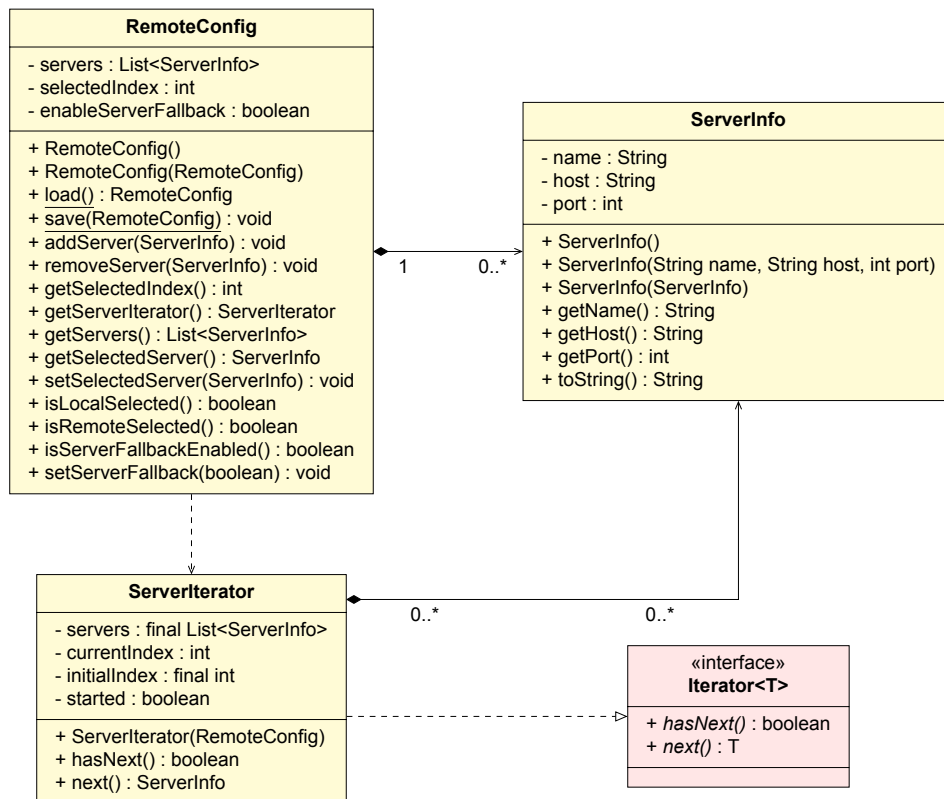 RemoteConfig
- servers : List<ServerInfo>
- selectedIndex : int
- enableServerFallback : boolean
+ RemoteConfig()
+ RemoteConfig(RemoteConfig)
+ load() : RemoteConfig
+ save(RemoteConfig) : void
+ addServer(ServerInfo) : void
+ removeServer(ServerInfo) : void
+ getSelectedIndex() : int
+ getServerIterator() : ServerIterator
+ getServers() : List<ServerInfo>
+ getSelectedServer() : ServerInfo
+ setSelectedServer(ServerInfo) : void
+ isLocalSelected() : boolean
+ isRemoteSelected() : boolean
+ isServerFallbackEnabled() : boolean
+ setServerFallback(boolean) : void
1
0..*
ServerInfo
- name : String
- host : String
- port : int
+ ServerInfo()
+ ServerInfo(String name, String host, int port)
+ ServerInfo(ServerInfo)
+ getName() : String
+ getHost() : String
+ getPort() : int
+ toString() : String
ServerIterator
- servers : final List<ServerInfo>
- currentIndex : int
- initialIndex : final int
- started : boolean
+ ServerIterator(RemoteConfig)
+ hasNext() : boolean
+ next() : ServerInfo
0..*
0..*
«interface»
Iterator<T>
+ hasNext() : boolean
+ next() : T